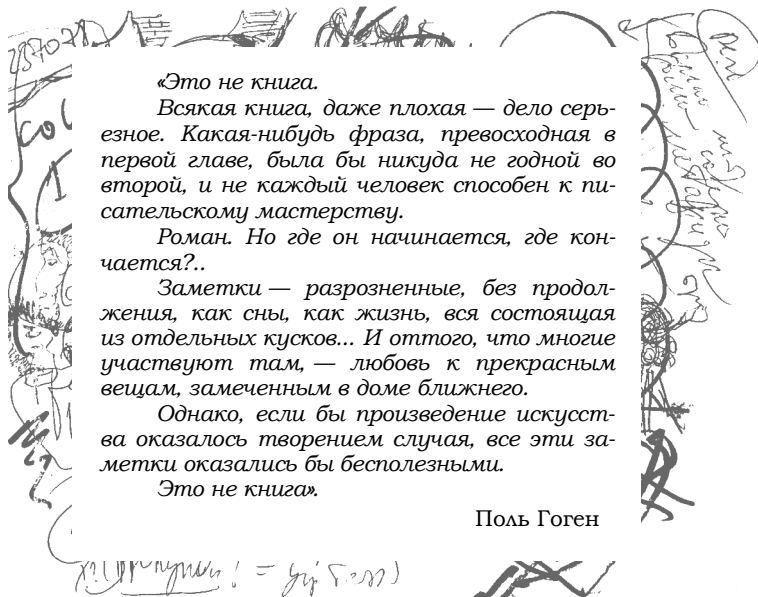 «Это не книга.
Всякая книга, даже плохая — дело серь-
езное. Какая-нибудь фраза, превосходная в
первой главе, была бы никуда не годной во
второй, и не каждый человек способен к пи-
сательскому мастерству.
Роман. Но где он начинается, где кон-
чается?..
Заметки — разрозненные, без продол-
жения, как сны, как жизнь, вся состоящая
из отдельных кусков... И оттого, что многие
участвуют там, — любовь к прекрасным
вещам, замеченным в доме ближнего.
Однако, если бы произведение искусст-
ва оказалось творением случая, все эти за-
метки оказались бы бесполезными.
Это не книга».
Поль Гоген